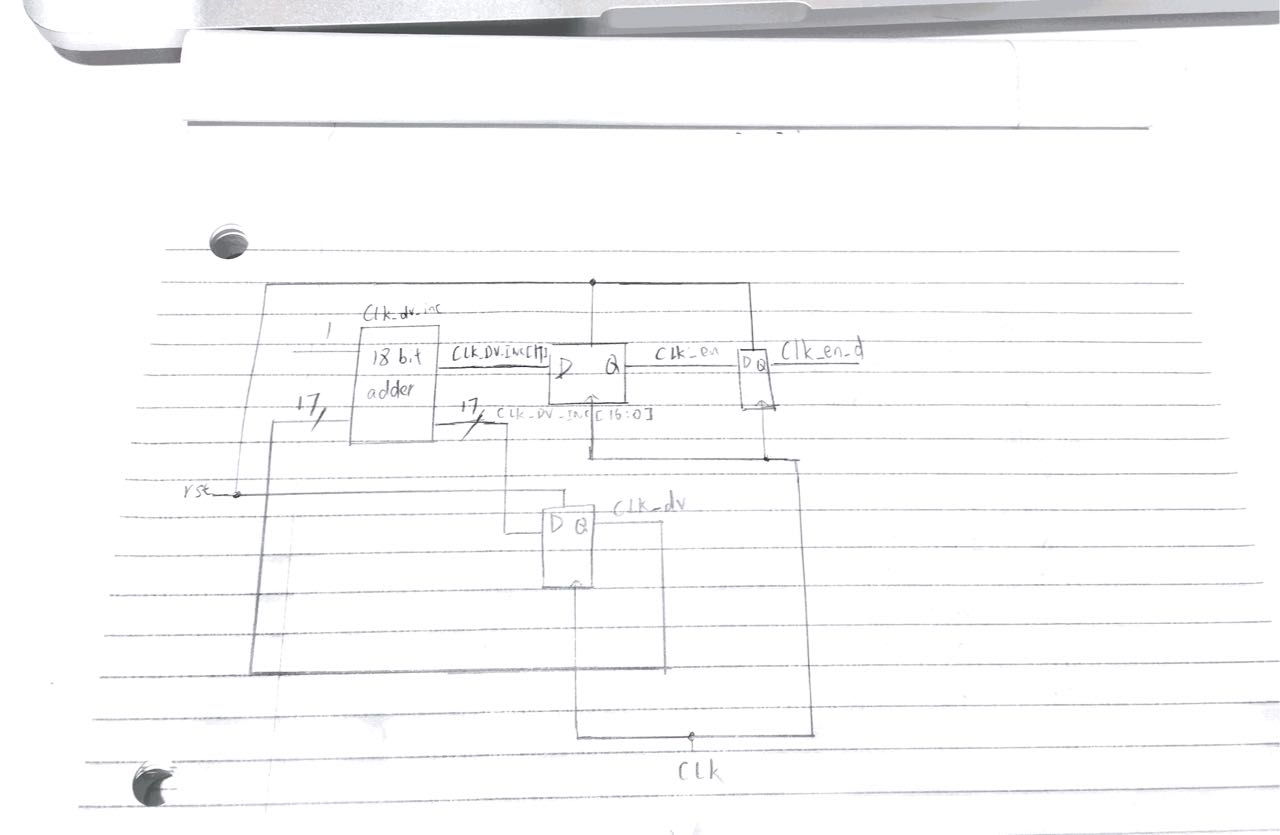 Clk_dv_inc
1
18 bit
adder
CLK_DV_Inc[17]
D Q
Clk_en
D Q
Clk_en_d
17
17
CLK_DV_INC[16:0]
rst
D Q
CLK_dv
CLK